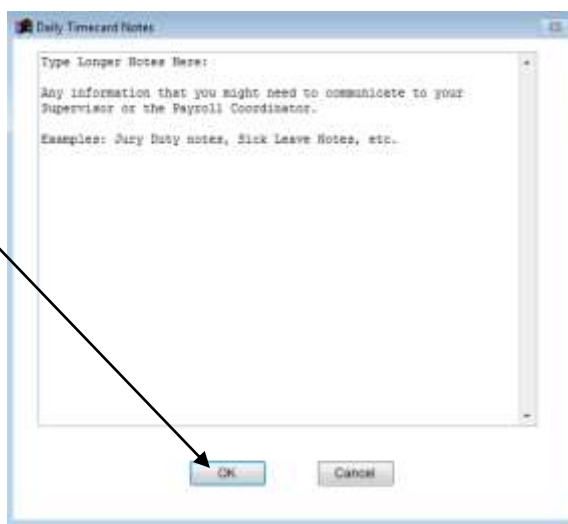 Daily Timecard Notes
Type Longer Notes Here:
Any information that you might need to communicate to your
Supervisor or the Payroll Coordinator.
Examples: Jury Duty notes, Sick Leave Notes, etc.
OK
Cancel